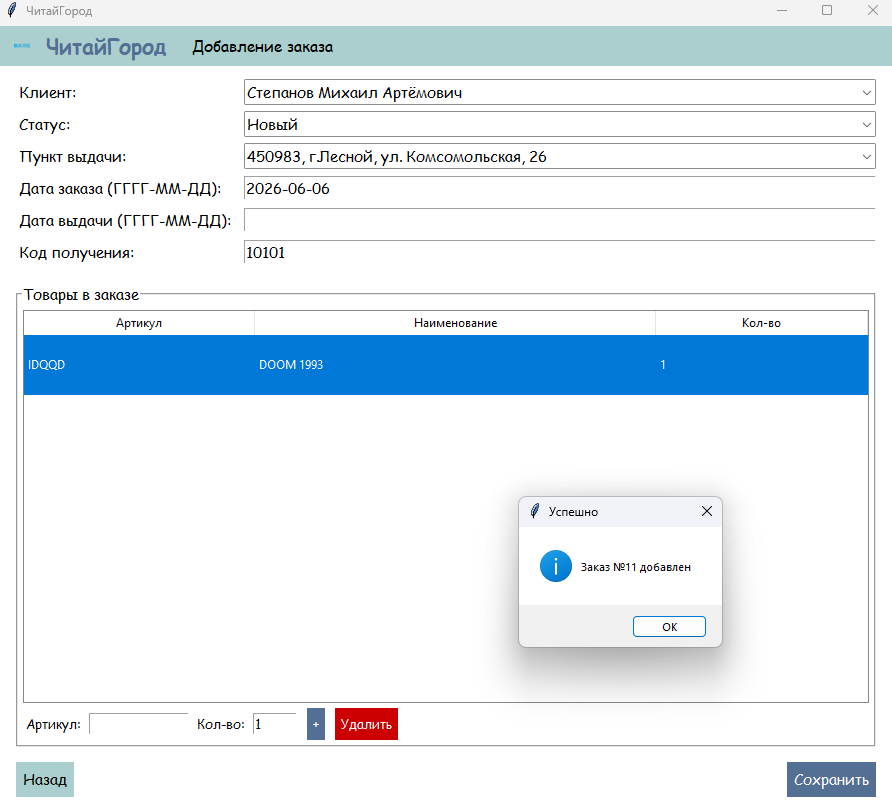 ЧитайГород
ЧитайГород Добавление заказа
Клиент: Степанов Михаил Артёмович
Статус: Новый
Пункт выдачи: 450983, г.Лесной, ул. Комсомольская, 26
Дата заказа (ГГГГ-ММ-ДД): 2026-06-06
Дата выдачи (ГГГГ-ММ-ДД):
Код получения: 10101
Товары в заказе
Артикул Наименование Кол-во
IDQQD DOOM 1993 1
Успешно
Заказ №11 добавлен
OK
Артикул: Кол-во: 1 + Удалить
Назад Сохранить